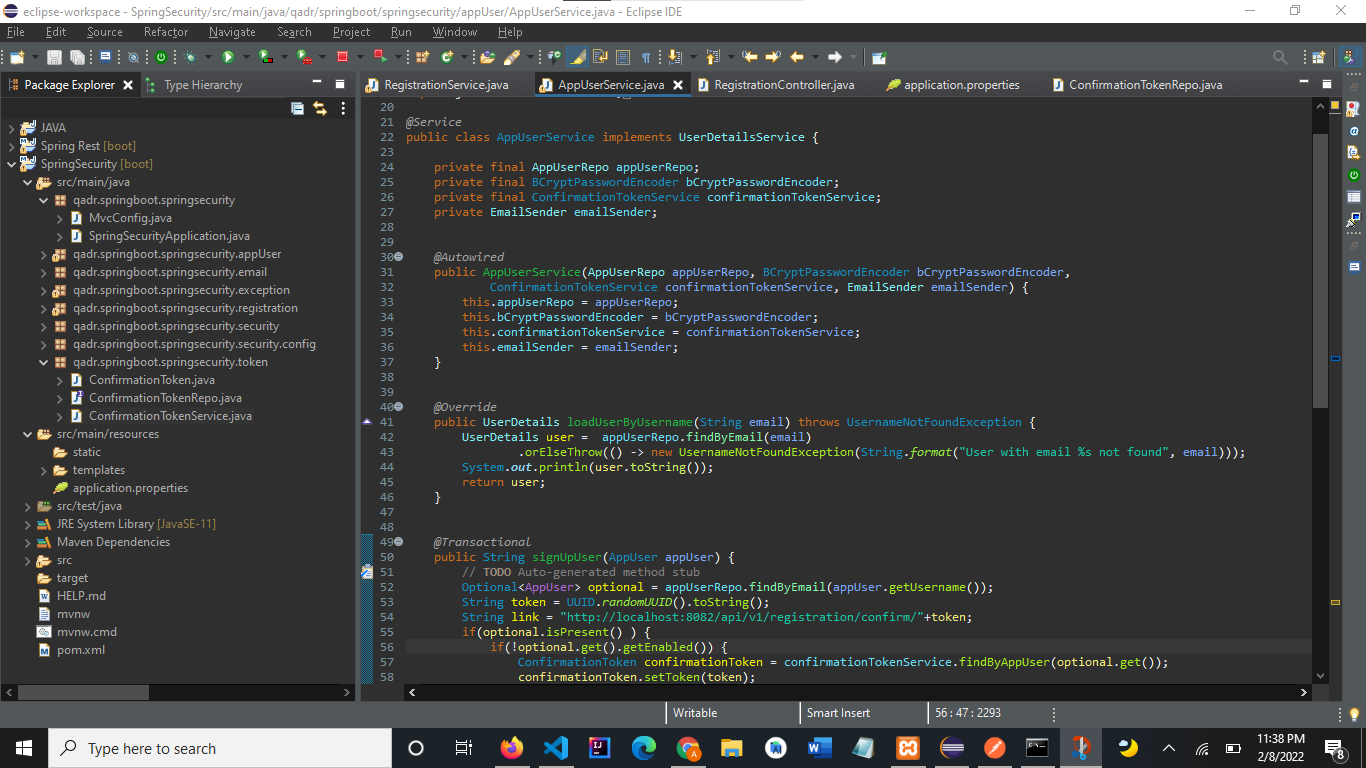 eclipse-workspace - SpringSecurity/src/main/java/qadr/springboot/springsecurity/appUser/AppUserService.java - Eclipse IDE
File Edit Source Refactor Navigate Search Project Run Window Help
Package Explorer Type Hierarchy
JAVA
Spring Rest [boot]
SpringSecurity [boot]
src/main/java
qadr.springboot.springsecurity
MvcConfig.java
SpringSecurityApplication.java
qadr.springboot.springsecurity.appUser
qadr.springboot.springsecurity.email
qadr.springboot.springsecurity.exception
qadr.springboot.springsecurity.registration
qadr.springboot.springsecurity.security
qadr.springboot.springsecurity.security.config
qadr.springboot.springsecurity.token
ConfirmationToken.java
ConfirmationTokenRepo.java
ConfirmationTokenService.java
src/main/resources
static
templates
application.properties
src/test/java
JRE System Library [JavaSE-11]
Maven Dependencies
src
target
HELP.md
mvnw
mvnw.cmd
pom.xml
RegistrationService.java AppUserService.java RegistrationController.java application.properties ConfirmationTokenRepo.java
20
21 @Service
22 public class AppUserService implements UserDetailsService {
23
24 private final AppUserRepo appUserRepo;
25 private final BCryptPasswordEncoder bCryptPasswordEncoder;
26 private final ConfirmationTokenService confirmationTokenService;
27 private EmailSender emailSender;
28
29
30 @Autowired
31 public AppUserService(AppUserRepo appUserRepo, BCryptPasswordEncoder bCryptPasswordEncoder,
32 ConfirmationTokenService confirmationTokenService, EmailSender emailSender) {
33 this.appUserRepo = appUserRepo;
34 this.bCryptPasswordEncoder = bCryptPasswordEncoder;
35 this.confirmationTokenService = confirmationTokenService;
36 this.emailSender = emailSender;
37 }
38
39
40 @Override
41 public UserDetails loadUserByUsername(String email) throws UsernameNotFoundException {
42 UserDetails user = appUserRepo.findByEmail(email)
43 .orElseThrow(() -> new UsernameNotFoundException(String.format("User with email %s not found", email)));
44 System.out.println(user.toString());
45 return user;
46 }
47
48
49 @Transactional
50 public String signUpUser(AppUser appUser) {
51 // TODO Auto-generated method stub
52 Optional<AppUser> optional = appUserRepo.findByEmail(appUser.getUsername());
53 String token = UUID.randomUUID().toString();
54 String link = "http://localhost:8082/api/v1/registration/confirm/"+token;
55 if(optional.isPresent() ) {
56 if(!optional.get().getEnabled()) {
57 ConfirmationToken confirmationToken = confirmationTokenService.findByAppUser(optional.get());
58 confirmationToken.setToken(token);
Writable Smart Insert 56 : 47 : 2293
Type here to search
11:38 PM
2/8/2022
8